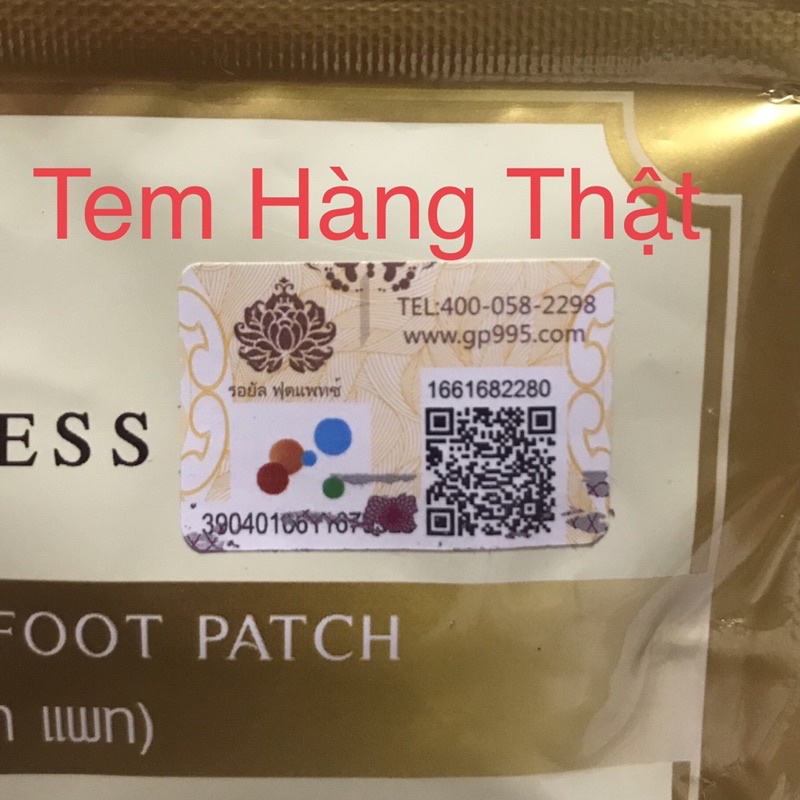 Tem Hàng Thật
TEL:400-058-2298
www.gp995.com
รอยัล ฟุตแพทซ์
1661682280
ESS
FOOT PATCH
แพท)